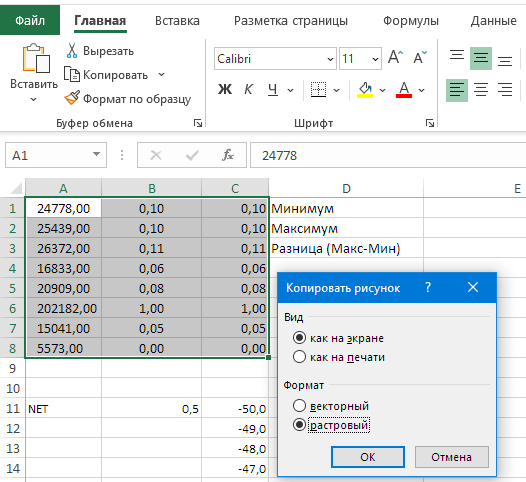 Файл Главная Вставка Разметка страницы Формулы Данные
Вставить
Вырезать
Копировать
Формат по образцу
Буфер обмена
Calibri 11 A A
Ж К Ч А
Шрифт
A1 fx 24778
A B C D E
1 24778,00 0,10 0,10 Минимум
2 25439,00 0,10 0,10 Максимум
3 26372,00 0,11 0,11 Разница (Макс-Мин)
4 16833,00 0,06 0,06
5 20909,00 0,08 0,08
6 202182,00 1,00 1,00
7 15041,00 0,05 0,05
8 5573,00 0,00 0,00
9
10
11 NET 0,5 -50,0
12 -49,0
13 -48,0
14 -47,0
Копировать рисунок ?
Вид
как на экране
как на печати
Формат
векторный
растровый
OK Отмена